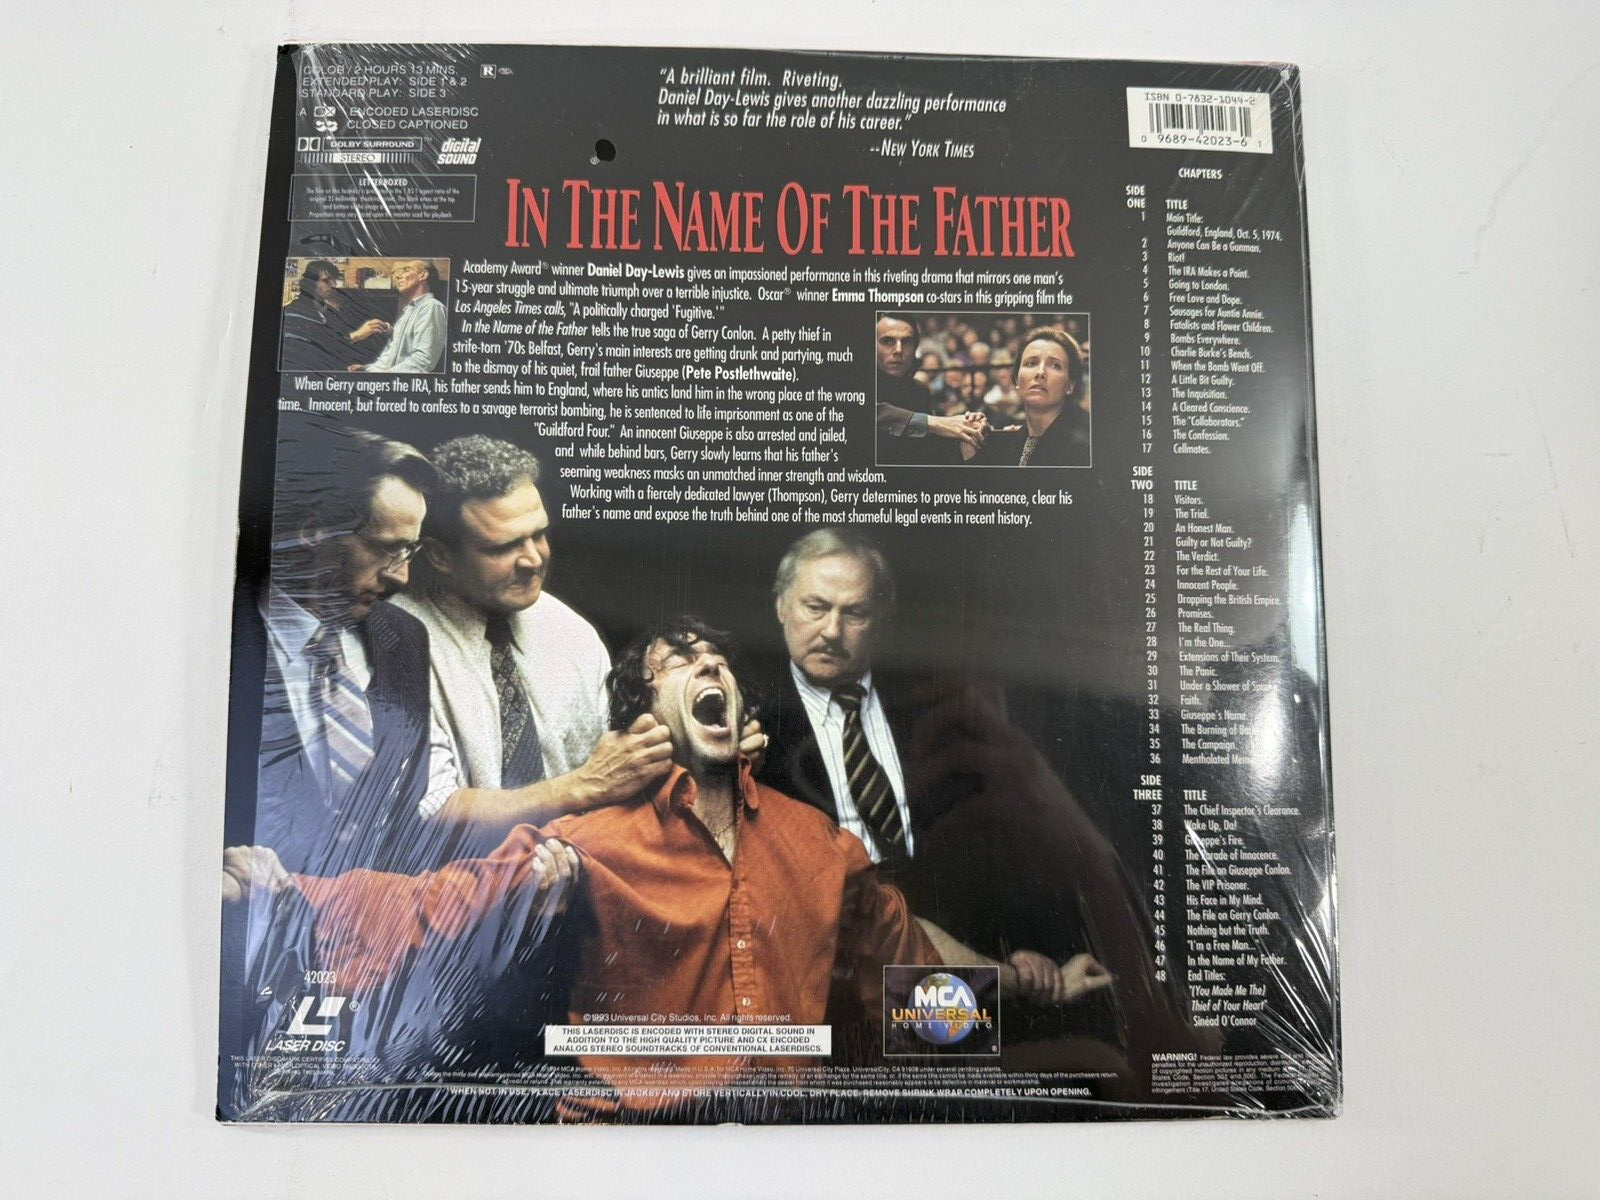 COLOR / 2 HOURS 13 MINS.
EXTENDED PLAY: SIDE 1 & 2
STANDARD PLAY: SIDE 3
R
A CX ENCODED LASERDISC
CLOSED CAPTIONED
DOLBY SURROUND
STEREO
digital
SOUND
LETTERBOXED
"A brilliant film. Riveting.
Daniel Day-Lewis gives another dazzling performance
in what is so far the role of his career."
--NEW YORK TIMES
ISBN 0-7832-1044-2
0 9689-42023-6 1
IN THE NAME OF THE FATHER
Academy Award® winner Daniel Day-Lewis gives an impassioned performance in this riveting drama that mirrors one man's
15-year struggle and ultimate triumph over a terrible injustice. Oscar® winner Emma Thompson co-stars in this gripping film the
Los Angeles Times calls, "A politically charged 'Fugitive.'"
In the Name of the Father tells the true saga of Gerry Conlon. A petty thief in
strife-torn '70s Belfast, Gerry's main interests are getting drunk and partying, much
to the dismay of his quiet, frail father Giuseppe (Pete Postlethwaite).
When Gerry angers the IRA, his father sends him to England, where his antics land him in the wrong place at the wrong
time. Innocent, but forced to confess to a savage terrorist bombing, he is sentenced to life imprisonment as one of the
"Guildford Four." An innocent Giuseppe is also arrested and jailed,
and while behind bars, Gerry slowly learns that his father's
seeming weakness masks an unmatched inner strength and wisdom.
Working with a fiercely dedicated lawyer (Thompson), Gerry determines to prove his innocence, clear his
father's name and expose the truth behind one of the most shameful legal events in recent history.
CHAPTERS
SIDE
ONE TITLE
1 Main Title:
Guildford, England, Oct. 5, 1974.
2 Anyone Can Be a Gunman.
3 Riot!
4 The IRA Makes a Point.
5 Going to London.
6 Free Love and Dope.
7 Sausages for Auntie Annie.
8 Fatalists and Flower Children.
9 Bombs Everywhere.
10 Charlie Burke's Bench.
11 When the Bomb Went Off.
12 A Little Bit Guilty.
13 The Inquisition.
14 A Cleared Conscience.
15 The "Collaborators."
16 The Confession.
17 Cellmates.
SIDE
TWO TITLE
18 Visitors.
19 The Trial.
20 An Honest Man.
21 Guilty or Not Guilty?
22 The Verdict.
23 For the Rest of Your Life.
24 Innocent People.
25 Dropping the British Empire.
26 Promises.
27 The Real Thing.
28 I'm the One...
29 Extensions of Their System.
30 The Panic.
31 Under a Shower of
32 Faith.
33 Giuseppe's Name.
34 The Burning of
35 The Campaign.
36 Mentholated
SIDE
THREE TITLE
37 The Chief Inspector's Clearance.
38 Wake Up, Da!
39 Giuseppe's Fire.
40 The Parade of Innocence.
41 The File on Giuseppe Conlon.
42 The VIP Prisoner.
43 His Face in My Mind.
44 The File on Gerry Conlon.
45 Nothing but the Truth.
46 "I'm a Free Man..."
47 In the Name of My Father.
48 End Titles:
"(You Made Me The)
Thief of Your Heart"
Sinéad O'Connor
42023
®
LASER DISC
©1993 Universal City Studios, Inc. All rights reserved.
THIS LASERDISC IS ENCODED WITH STEREO DIGITAL SOUND IN
ADDITION TO THE HIGH QUALITY PICTURE AND CX ENCODED
ANALOG STEREO SOUNDTRACKS OF CONVENTIONAL LASERDISCS.
MCA
UNIVERSAL
HOME VIDEO
®
WARNING! Federal law provides severe
WHEN NOT IN USE, PLACE LASERDISC IN JACKET AND STORE VERTICALLY IN COOL, DRY PLACE. REMOVE SHRINK WRAP COMPLETELY UPON OPENING.